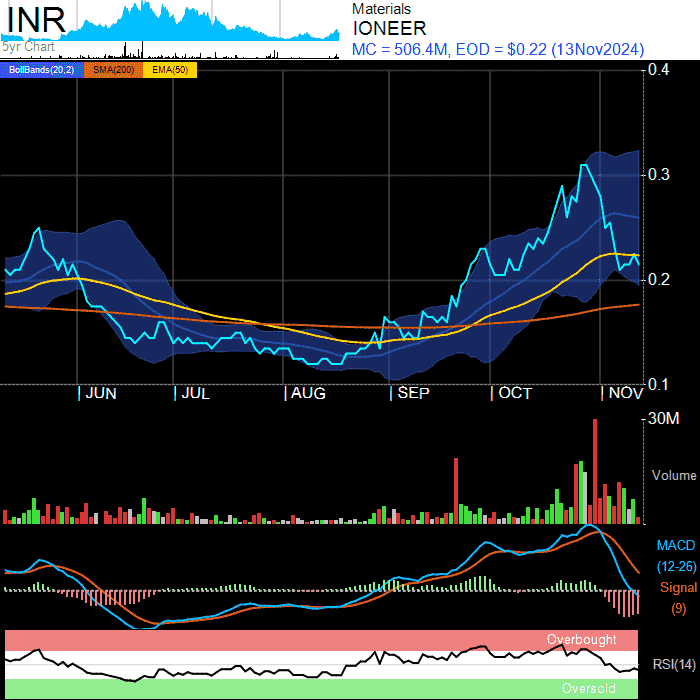 INR
5yr Chart
Materials
IONEER
MC = 506.4M, EOD = $0.22 (13Nov2024)
BollBands(20,2) SMA(200) EMA(50)
0.4
0.3
0.2
0.1
JUN JUL AUG SEP OCT NOV
30M
Volume
MACD
(12-26)
Signal
(9)
Overbought
RSI(14)
Oversold